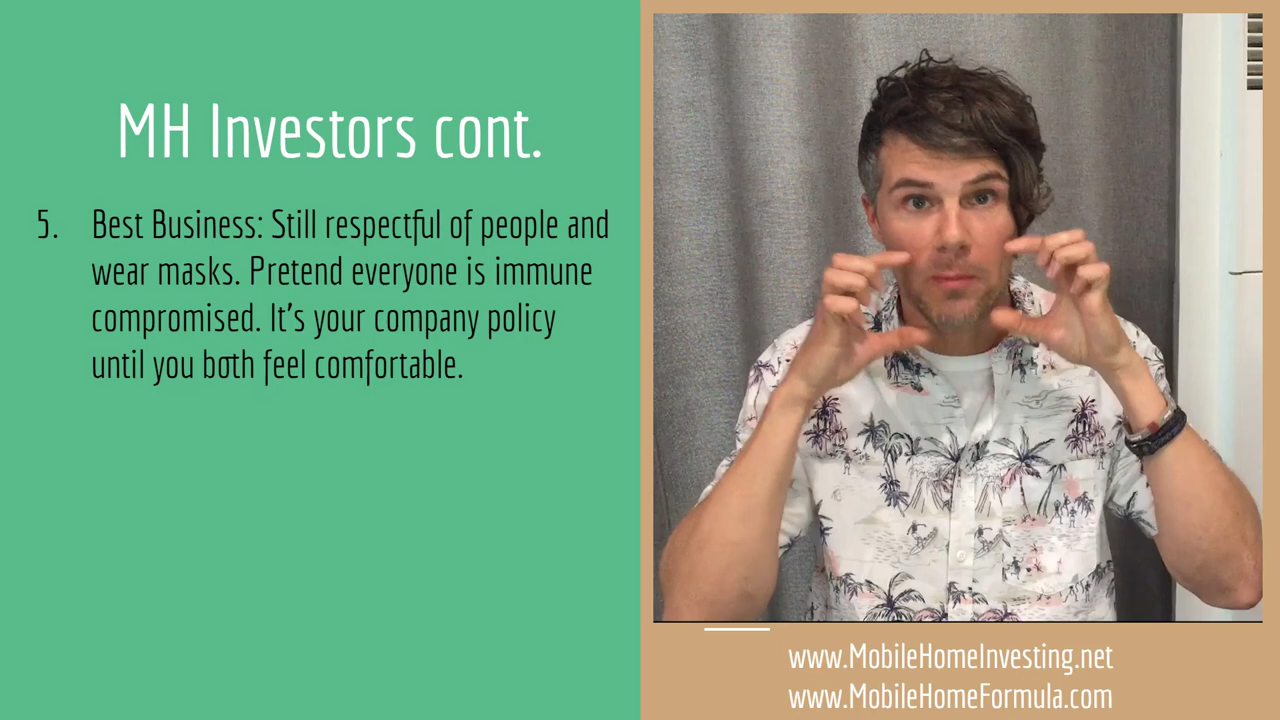 MH Investors cont.
5. Best Business: Still respectful of people and
wear masks. Pretend everyone is immune
compromised. It's your company policy
until you both feel comfortable.
www.MobileHomeInvesting.net
www.MobileHomeFormula.com